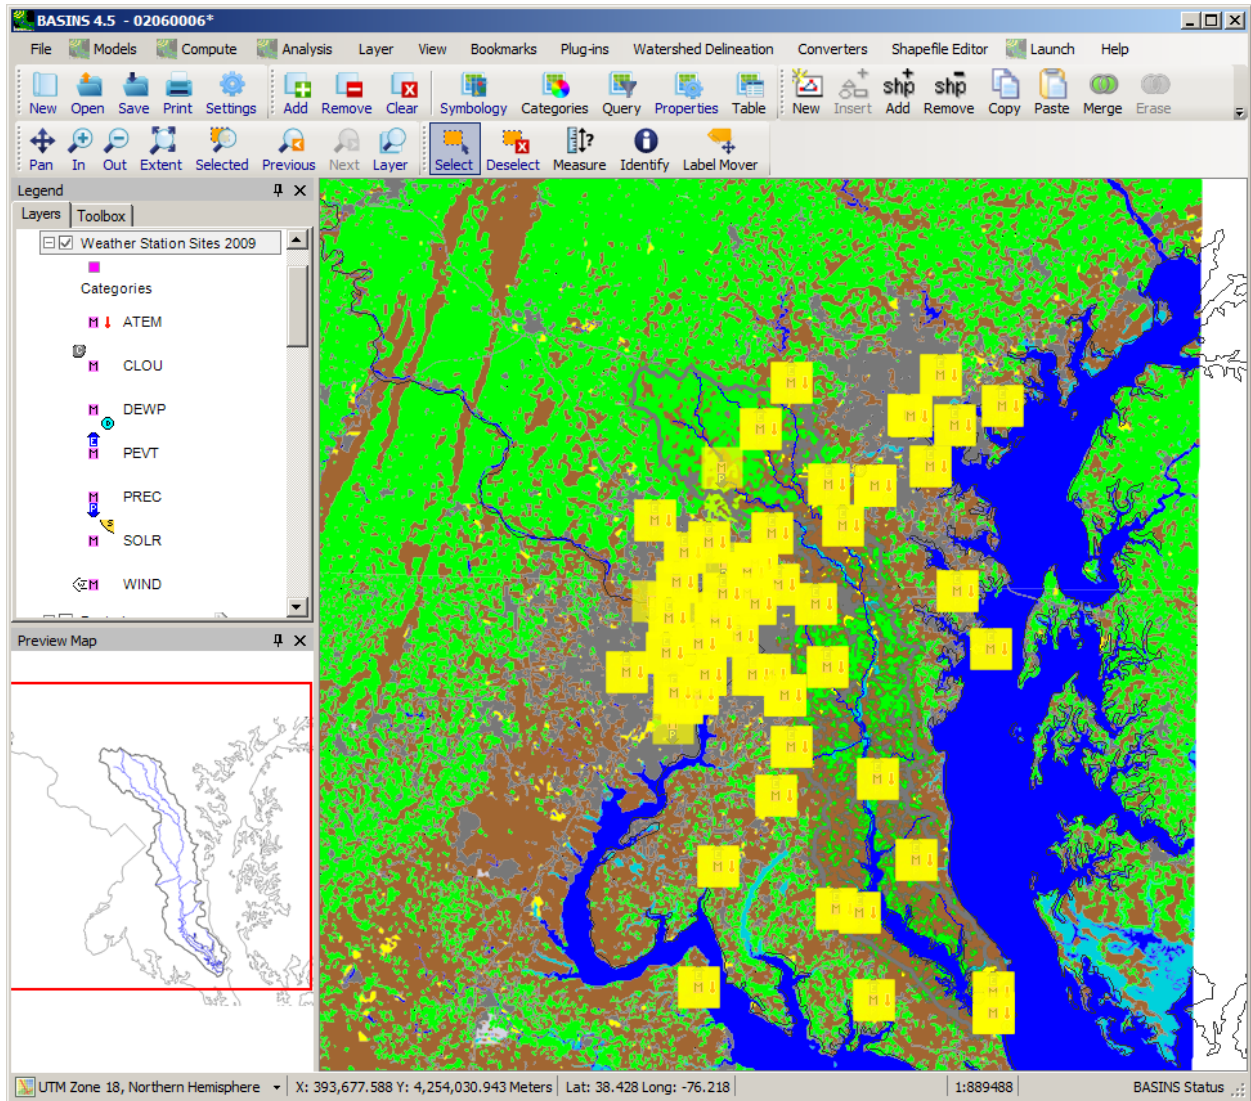 BASINS 4.5 - 02060006*
File Models Compute Analysis Layer View Bookmarks Plug-ins Watershed Delineation Converters Shapefile Editor Launch Help
New Open Save Print Settings Add Remove Clear Symbology Categories Query Properties Table New Insert shp Add shp Remove Copy Paste Merge Erase
Pan In Out Extent Selected Previous Next Layer Select Deselect Measure Identify Label Mover
Legend
Layers Toolbox
Weather Station Sites 2009
Categories
M ATEM
M CLOU
M DEWP
D
E
M PEVT
M PREC
P
S
M SOLR
M WIND
Preview Map
UTM Zone 18, Northern Hemisphere X: 393,677.588 Y: 4,254,030.943 Meters Lat: 38.428 Long: -76.218 1:889488 BASINS Status